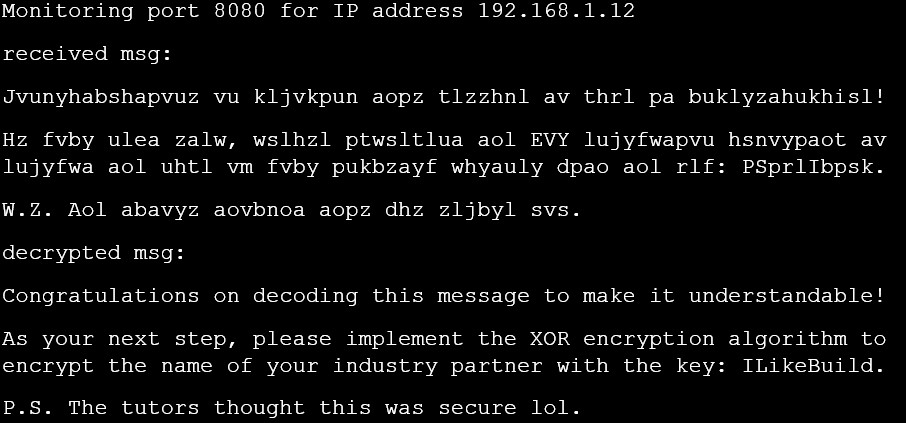 Monitoring port 8080 for IP address 192.168.1.12
received msg:
Jvunyhabshapvuz vu kljvkpun aopz tlzzhnl av thrl pa buklyzahukhisl!
Hz fvby ulea zalw, wslhzl ptwsltlua aol EVY lujyfwapvu hsnvypaot av
lujyfwa aol uhtl vm fvby pukbzayf whyauly dpao aol rlf: PSprlIbpsk.
W.Z. Aol abavyz aovbnoa aopz dhz zljbyl svs.
decrypted msg:
Congratulations on decoding this message to make it understandable!
As your next step, please implement the XOR encryption algorithm to
encrypt the name of your industry partner with the key: ILikeBuild.
P.S. The tutors thought this was secure lol.